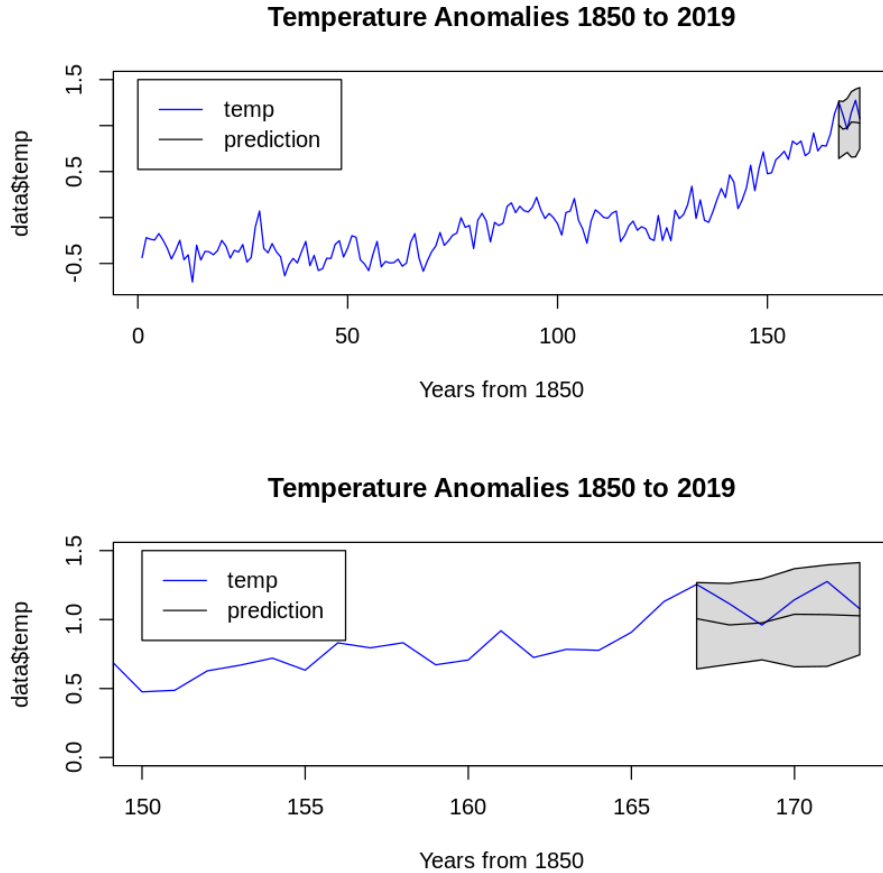 Temperature Anomalies 1850 to 2019
temp
prediction
data$temp
1.5
0.5
-0.5
0 50 100 150
Years from 1850
Temperature Anomalies 1850 to 2019
temp
prediction
data$temp
1.5
1.0
0.5
0.0
150 155 160 165 170
Years from 1850